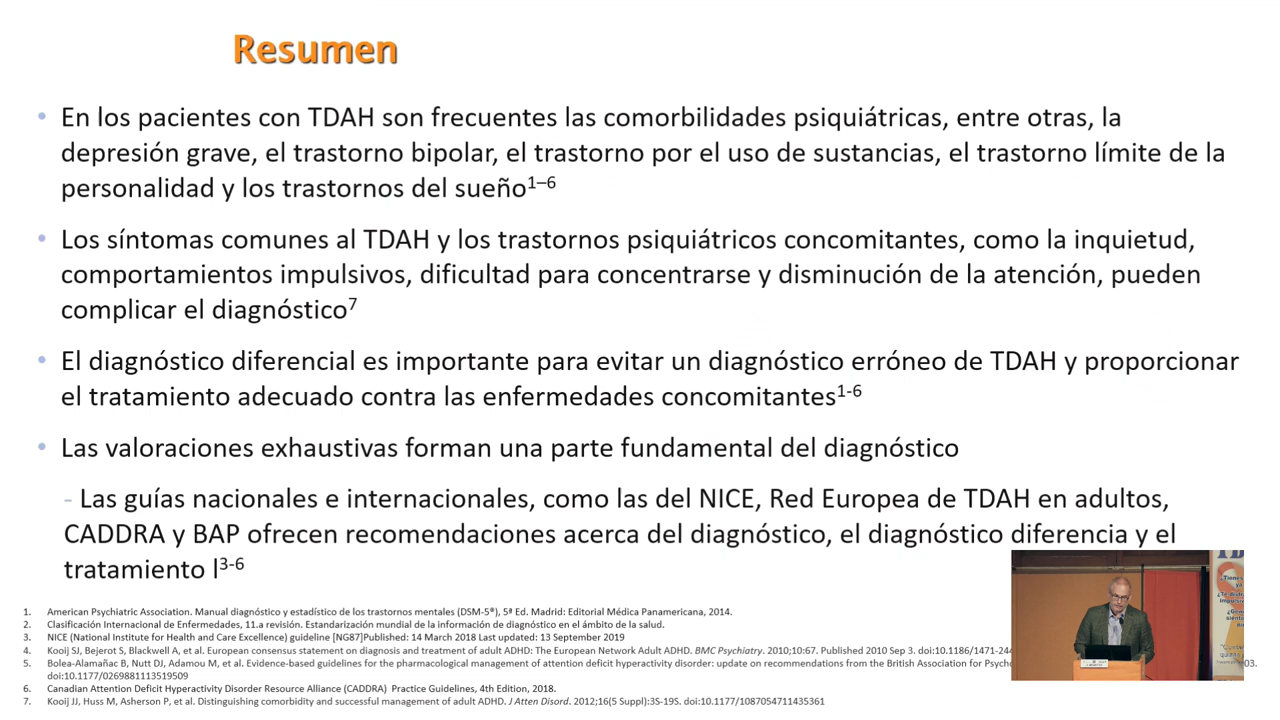 Resumen
• En los pacientes con TDAH son frecuentes las comorbilidades psiquiátricas, entre otras, la
depresión grave, el trastorno bipolar, el trastorno por el uso de sustancias, el trastorno límite de la
personalidad y los trastornos del sueño1–6
• Los síntomas comunes al TDAH y los trastornos psiquiátricos concomitantes, como la inquietud,
comportamientos impulsivos, dificultad para concentrarse y disminución de la atención, pueden
complicar el diagnóstico7
• El diagnóstico diferencial es importante para evitar un diagnóstico erróneo de TDAH y proporcionar
el tratamiento adecuado contra las enfermedades concomitantes1-6
• Las valoraciones exhaustivas forman una parte fundamental del diagnóstico
- Las guías nacionales e internacionales, como las del NICE, Red Europea de TDAH en adultos,
CADDRA y BAP ofrecen recomendaciones acerca del diagnóstico, el diagnóstico diferencia y el
tratamiento l3-6
1. American Psychiatric Association. Manual diagnóstico y estadístico de los trastornos mentales (DSM-5®), 5ª Ed. Madrid: Editorial Médica Panamericana, 2014.
2. Clasificación Internacional de Enfermedades, 11.a revisión. Estandarización mundial de la información de diagnóstico en el ámbito de la salud.
3. NICE (National Institute for Health and Care Excellence) guideline [NG87]Published: 14 March 2018 Last updated: 13 September 2019
4. Kooij SJ, Bejerot S, Blackwell A, et al. European consensus statement on diagnosis and treatment of adult ADHD: The European Network Adult ADHD. BMC Psychiatry. 2010;10:67. Published 2010 Sep 3. doi:10.1186/1471-24
5. Bolea-Alamañac B, Nutt DJ, Adamou M, et al. Evidence-based guidelines for the pharmacological management of attention deficit hyperactivity disorder: update on recommendations from the British Association for Psycho 03.
doi:10.1177/0269881113519509
6. Canadian Attention Deficit Hyperactivity Disorder Resource Alliance (CADDRA) Practice Guidelines, 4th Edition, 2018.
7. Kooij JJ, Huss M, Asherson P, et al. Distinguishing comorbidity and successful management of adult ADHD. J Atten Disord. 2012;16(5 Suppl):3S-19S. doi:10.1177/1087054711435361